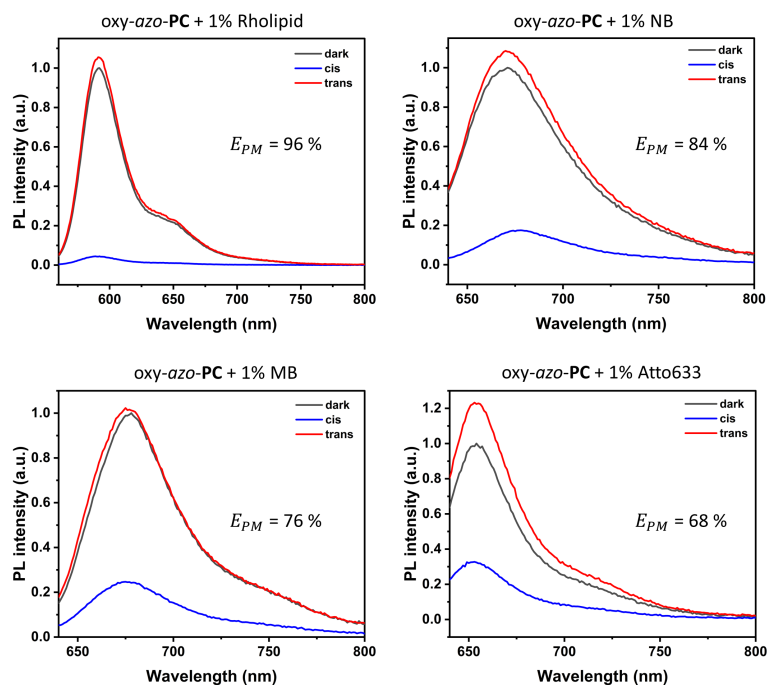 oxy-azo-PC + 1% Rholipid
PL intensity (a.u.)
1.0
0.8
0.6
0.4
0.2
0.0
dark
cis
trans
E_PM = 96 %
600
650
700
750
800
Wavelength (nm)
oxy-azo-PC + 1% NB
PL intensity (a.u.)
1.0
0.8
0.6
0.4
0.2
0.0
dark
cis
trans
E_PM = 84 %
650
700
750
800
Wavelength (nm)
oxy-azo-PC + 1% MB
PL intensity (a.u.)
1.0
0.8
0.6
0.4
0.2
0.0
dark
cis
trans
E_PM = 76 %
650
700
750
800
Wavelength (nm)
oxy-azo-PC + 1% Atto633
PL intensity (a.u.)
1.2
1.0
0.8
0.6
0.4
0.2
0.0
dark
cis
trans
E_PM = 68 %
650
675
700
725
750
775
800
Wavelength (nm)